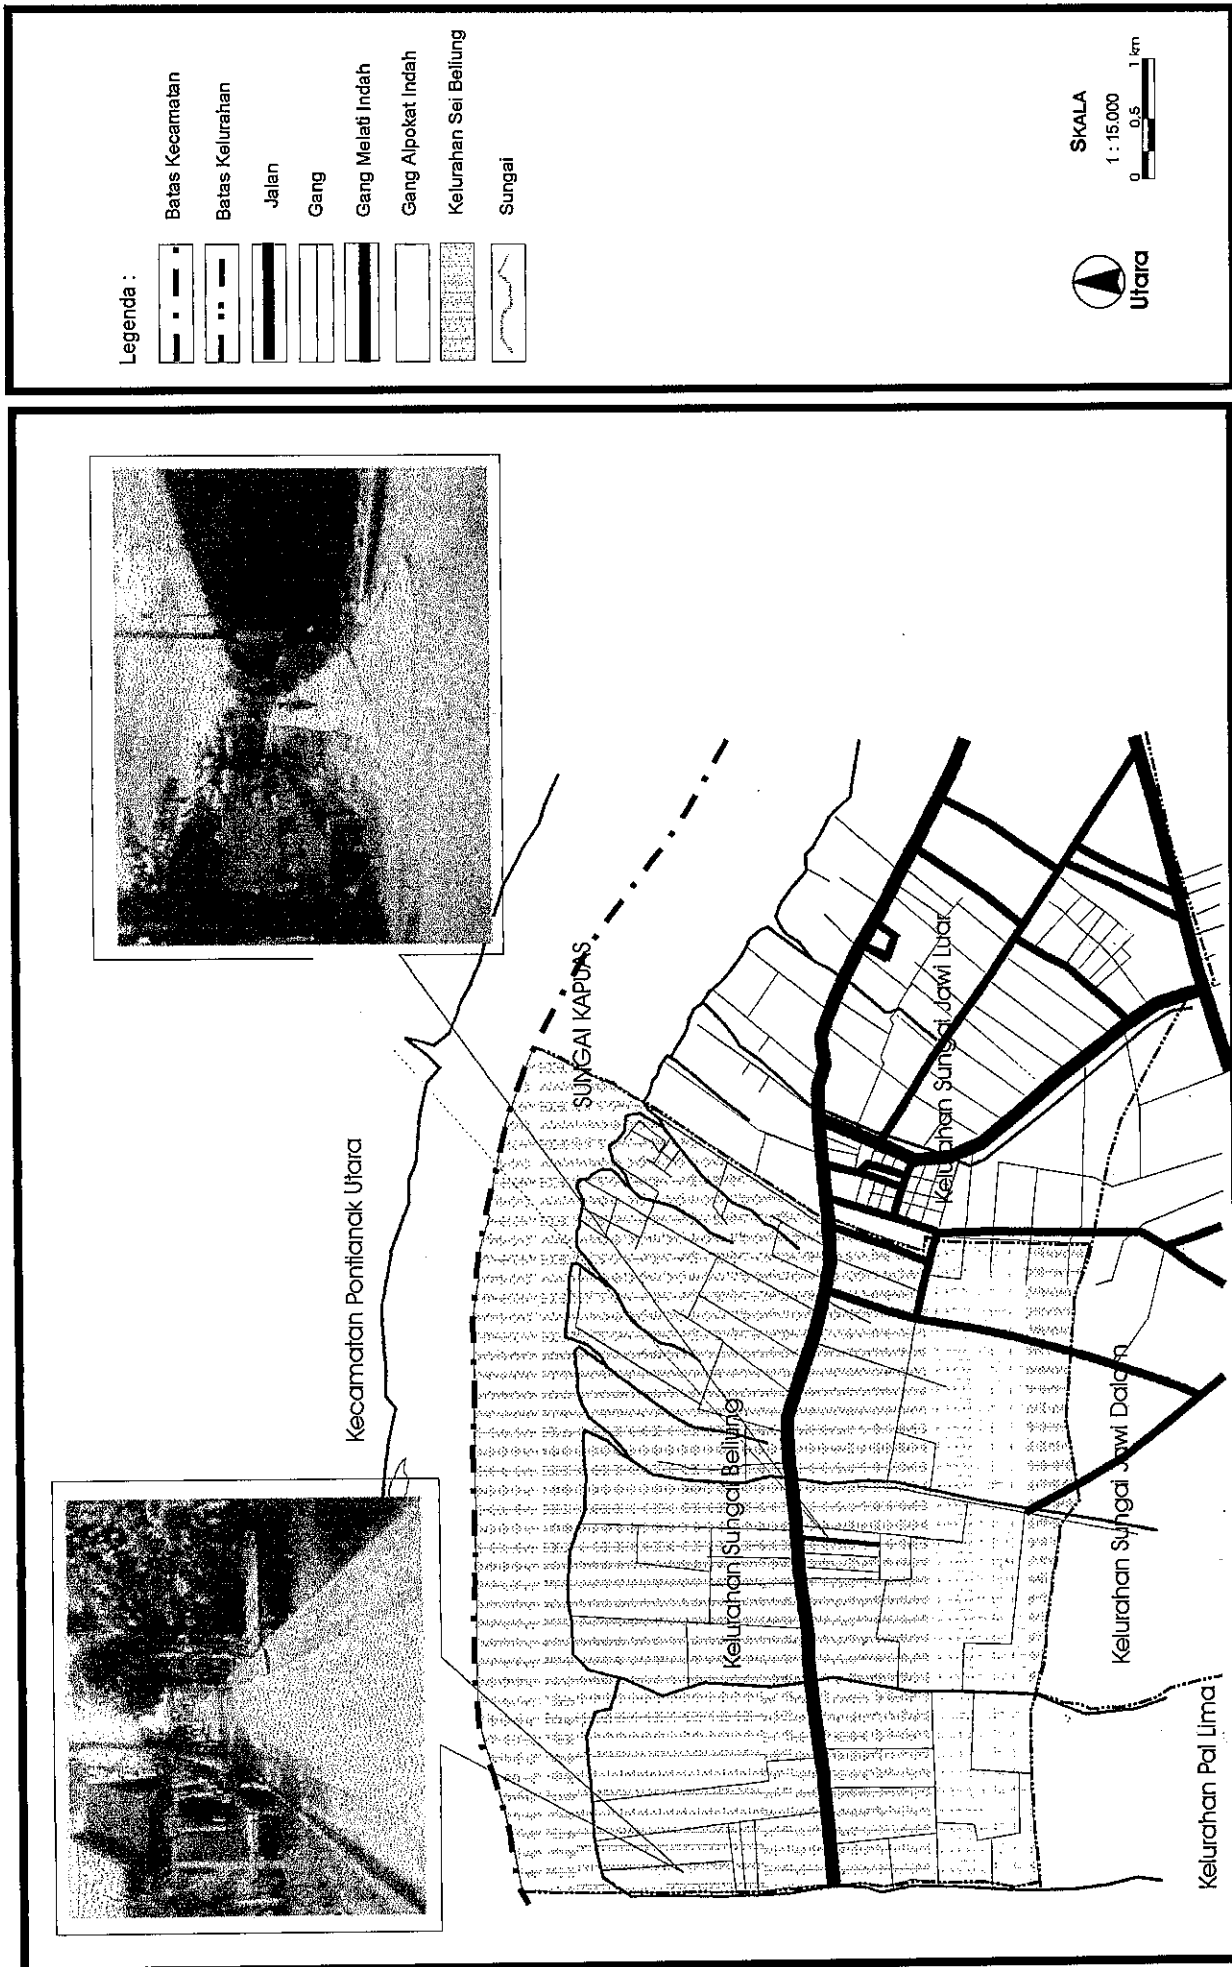 Legenda :
Batas Kecamatan
Batas Kelurahan
Jalan
Gang
Gang Melati Indah
Gang Alpokat Indah
Kelurahan Sei Beliung
Sungai
SKALA
1 : 15.000
0 0.5 1 km
Utara
Kecamatan Pontianak Utara
SUNGAI KAPUAS
Kelurahan Sungai Jawi Luar
Kelurahan Sungai Beliung
Kelurahan Sungai Jawi Dalam
Kelurahan Pal Lima